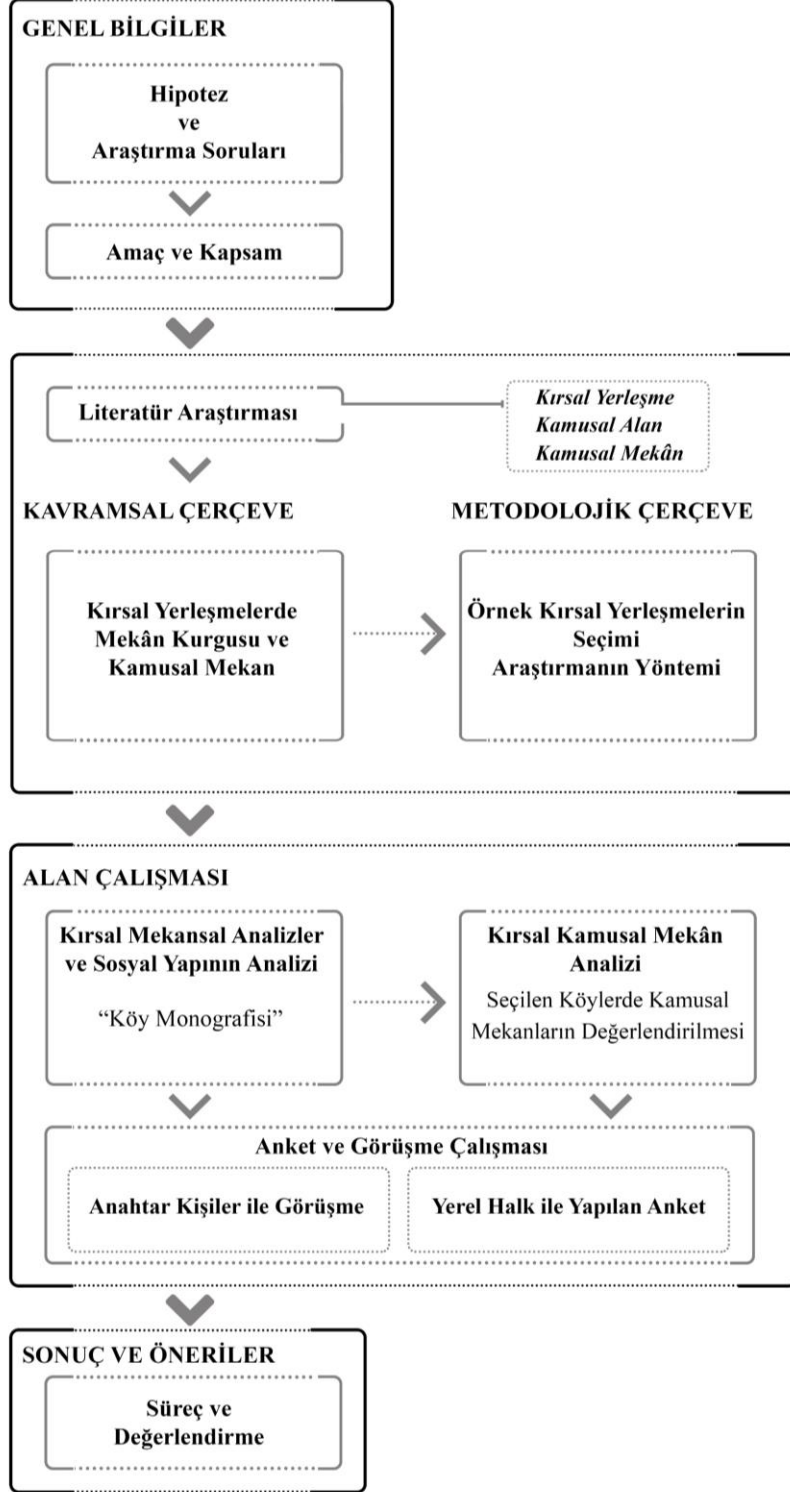 GENEL BİLGİLER
Hipotez
ve
Araştırma Soruları
Amaç ve Kapsam
Literatür Araştırması
Kırsal Yerleşme
Kamusal Alan
Kamusal Mekân
KAVRAMSAL ÇERÇEVE
METODOLOJİK ÇERÇEVE
Kırsal Yerleşmelerde
Mekân Kurgusu ve
Kamusal Mekan
Örnek Kırsal Yerleşmelerin
Seçimi
Araştırmanın Yöntemi
ALAN ÇALIŞMASI
Kırsal Mekansal Analizler
ve Sosyal Yapının Analizi
“Köy Monografisi”
Kırsal Kamusal Mekân
Analizi
Seçilen Köylerde Kamusal
Mekanların Değerlendirilmesi
Anket ve Görüşme Çalışması
Anahtar Kişiler ile Görüşme
Yerel Halk ile Yapılan Anket
SONUÇ VE ÖNERİLER
Süreç ve
Değerlendirme